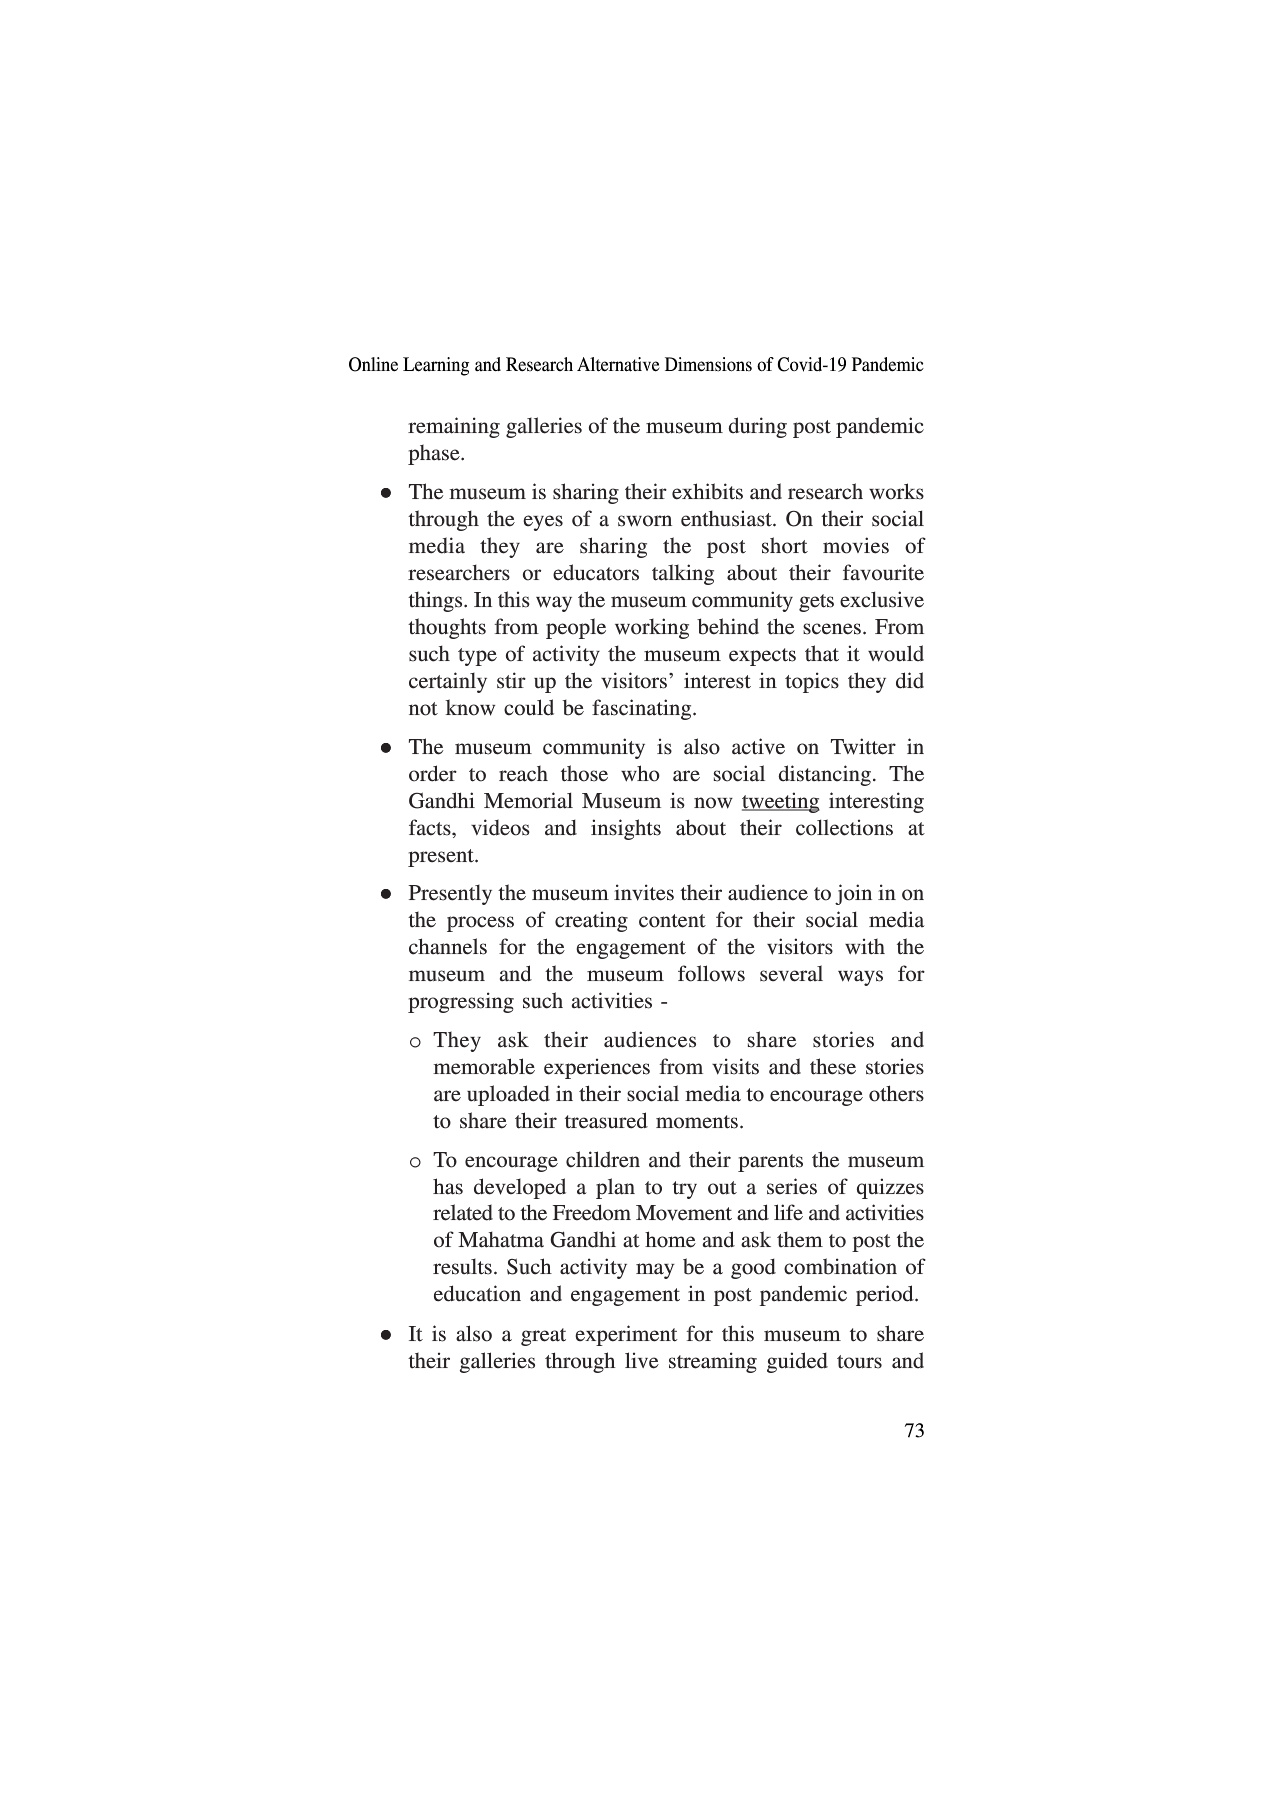 Online Learning and Research Alternative Dimensions of Covid-19 Pandemic
remaining galleries of the museum during post pandemic
phase.
● The museum is sharing their exhibits and research works
through the eyes of a sworn enthusiast. On their social
media they are sharing the post short movies of
researchers or educators talking about their favourite
things. In this way the museum community gets exclusive
thoughts from people working behind the scenes. From
such type of activity the museum expects that it would
certainly stir up the visitors’ interest in topics they did
not know could be fascinating.
● The museum community is also active on Twitter in
order to reach those who are social distancing. The
Gandhi Memorial Museum is now tweeting interesting
facts, videos and insights about their collections at
present.
● Presently the museum invites their audience to join in on
the process of creating content for their social media
channels for the engagement of the visitors with the
museum and the museum follows several ways for
progressing such activities -
○ They ask their audiences to share stories and
memorable experiences from visits and these stories
are uploaded in their social media to encourage others
to share their treasured moments.
○ To encourage children and their parents the museum
has developed a plan to try out a series of quizzes
related to the Freedom Movement and life and activities
of Mahatma Gandhi at home and ask them to post the
results. Such activity may be a good combination of
education and engagement in post pandemic period.
● It is also a great experiment for this museum to share
their galleries through live streaming guided tours and
73